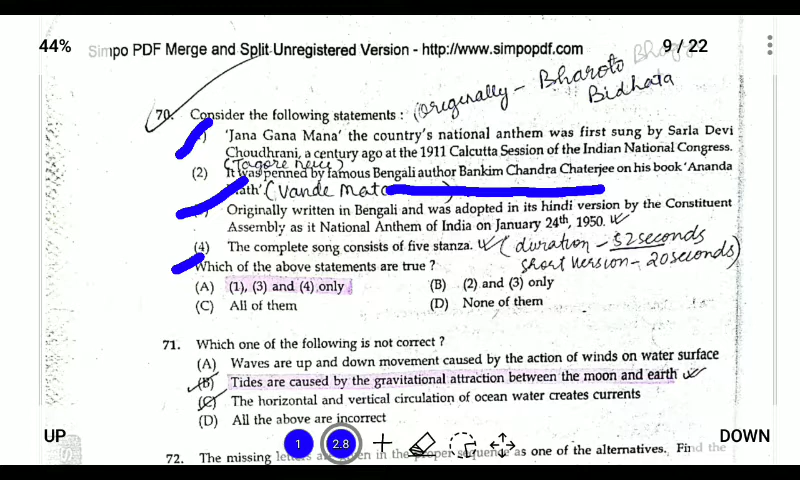 44%
Simpo PDF Merge and Split Unregistered Version - http://www.simpopdf.com
9 / 22
Originally - Bharoto
Bidhata
70. Consider the following statements :
'Jana Gana Mana' the country's national anthem was first sung by Sarla Devi
Choudhrani, a century ago at the 1911 Calcutta Session of the Indian National Congress.
(Tagore
(2) It was penned by famous Bengali author Bankim Chandra Chaterjee on his book 'Ananda
ath' (Vande Mat
Originally written in Bengali and was adopted in its hindi version by the Constituent
Assembly as it National Anthem of India on January 24th, 1950.
(4) The complete song consists of five stanza. (duration - 52 seconds
short version - 20 seconds)
Which of the above statements are true ?
(A) (1), (3) and (4) only
(B) (2) and (3) only
(C) All of them
(D) None of them
71. Which one of the following is not correct ?
(A) Waves are up and down movement caused by the action of winds on water surface
(B) Tides are caused by the gravitational attraction between the moon and earth
(C) The horizontal and vertical circulation of ocean water creates currents
(D) All the above are incorrect
UP
1
2.8
DOWN
72. The missing in the proper sequence as one of the alternatives. Find the